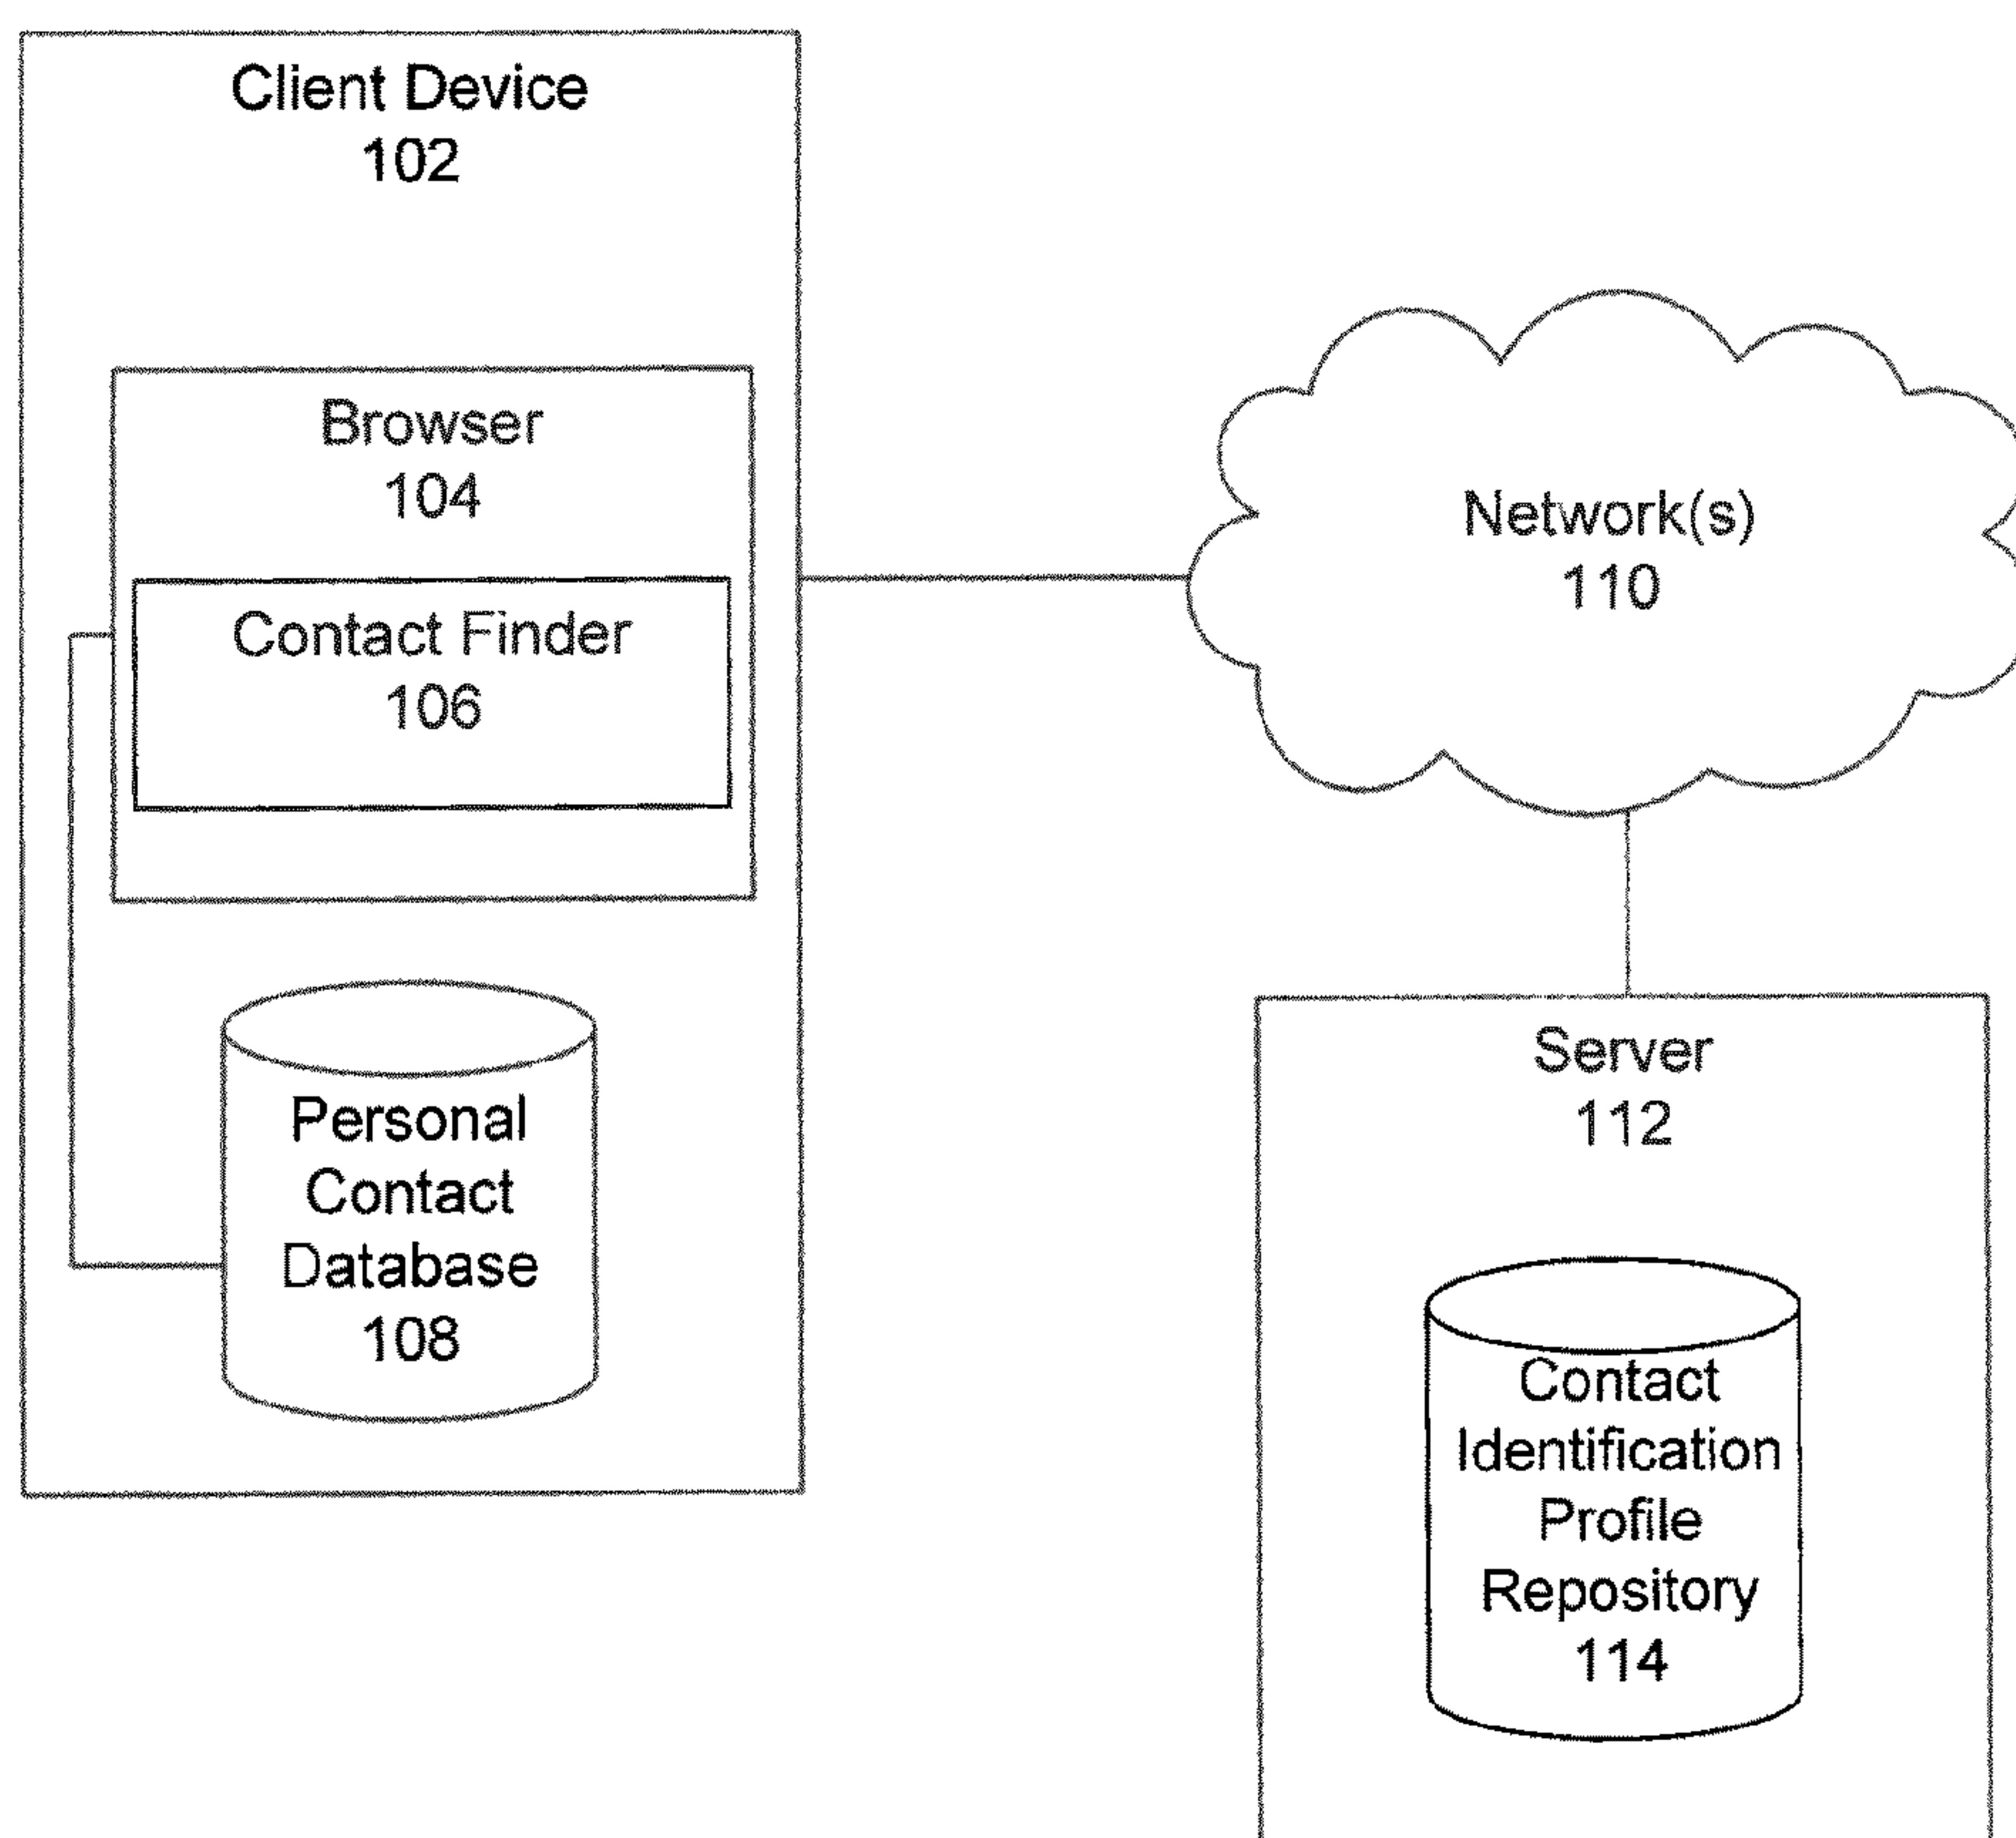 Client Device
102
Browser
104
Contact Finder
106
Personal
Contact
Database
108
Network(s)
110
Server
112
Contact
Identification
Profile
Repository
114